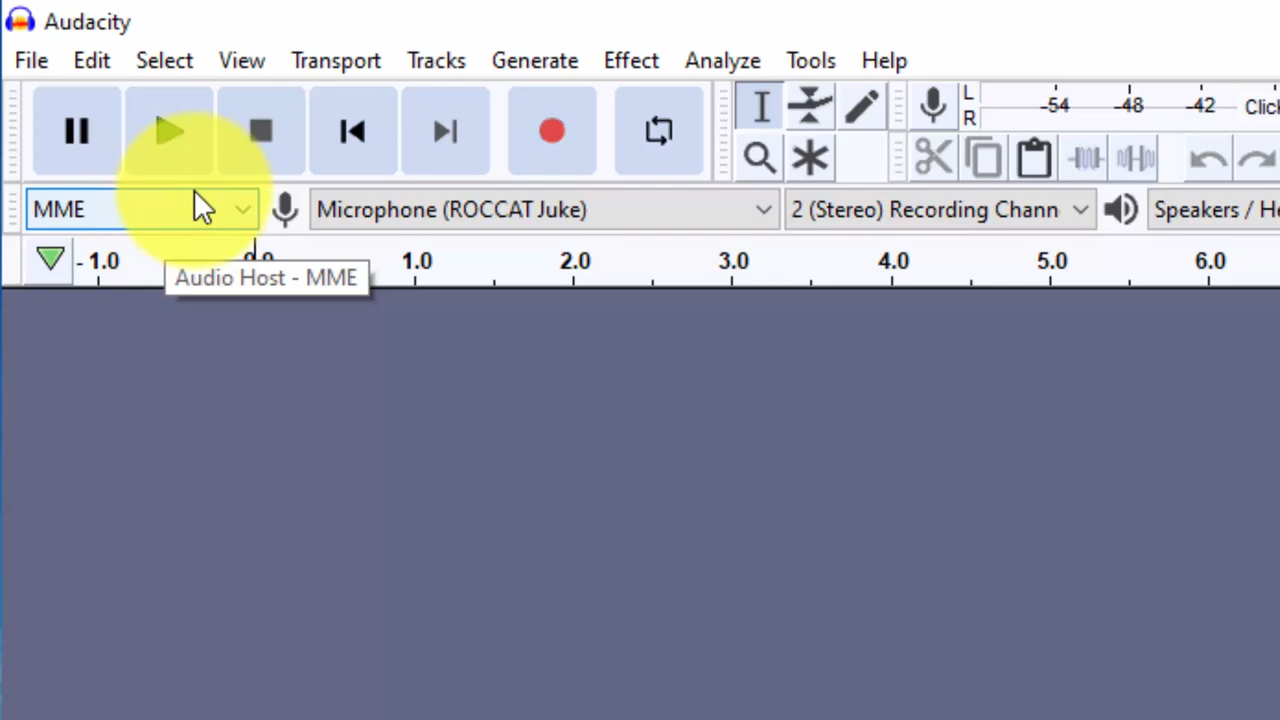 Audacity
File Edit Select View Transport Tracks Generate Effect Analyze Tools Help
L
R
-54 -48 -42
MME
Microphone (ROCCAT Juke)
2 (Stereo) Recording Chann
Speakers /
- 1.0 1.0 2.0 3.0 4.0 5.0 6.0
Audio Host - MME